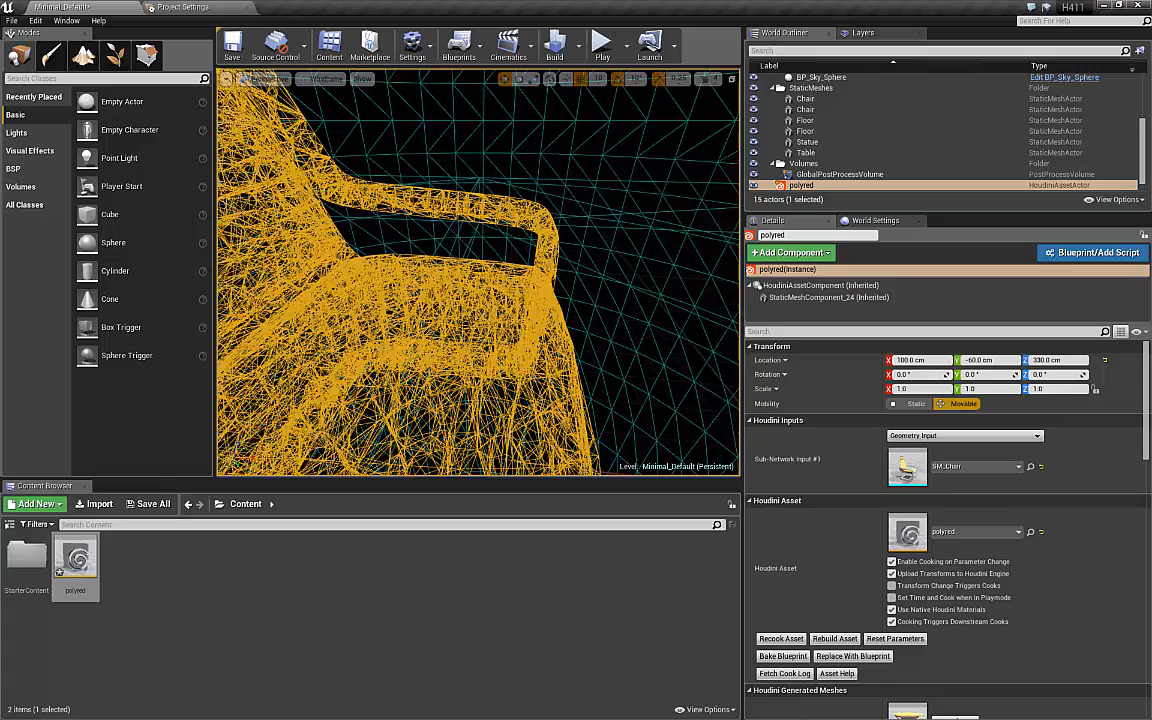 Minimal_Default*
Project Settings
H411
File Edit Window Help
Search For Help
Modes
Search Classes
Recently Placed
Basic
Lights
Visual Effects
BSP
Volumes
All Classes
Empty Actor
Empty Character
Point Light
Player Start
Cube
Sphere
Cylinder
Cone
Box Trigger
Sphere Trigger
Save
Source Control
Content
Marketplace
Settings
Blueprints
Cinematics
Build
Play
Launch
Wireframe
Show
10
10°
0.25
4
Level: Minimal_Default (Persistent)
World Outliner
Layers
Search
Label Type
BP_Sky_Sphere Edit BP_Sky_Sphere
StaticMeshes Folder
Chair StaticMeshActor
Chair StaticMeshActor
Floor StaticMeshActor
Floor StaticMeshActor
Statue StaticMeshActor
Table StaticMeshActor
Volumes Folder
GlobalPostProcessVolume PostProcessVolume
polyred HoudiniAssetActor
15 actors (1 selected)
View Options
Details
World Settings
polyred
+Add Component
Blueprint/Add Script
polyred(Instance)
HoudiniAssetComponent (Inherited)
StaticMeshComponent_24 (Inherited)
Search
Transform
Location X 100.0 cm Y -60.0 cm Z 330.0 cm
Rotation X 0.0 ° Y 0.0 ° Z 0.0 °
Scale X 1.0 Y 1.0 Z 1.0
Mobility Static Movable
Houdini Inputs
Geometry Input
Sub-Network Input #1
SM_Chair
Houdini Asset
polyred
Houdini Asset
Enable Cooking on Parameter Change
Upload Transforms to Houdini Engine
Transform Change Triggers Cooks
Set Time and Cook when in Playmode
Use Native Houdini Materials
Cooking Triggers Downstream Cooks
Recook Asset Rebuild Asset Reset Parameters
Bake Blueprint Replace With Blueprint
Fetch Cook Log Asset Help
Houdini Generated Meshes
Content Browser
Add New
Import
Save All
Content
Filters
Search Content
StarterContent
polyred
2 items (1 selected)
View Options